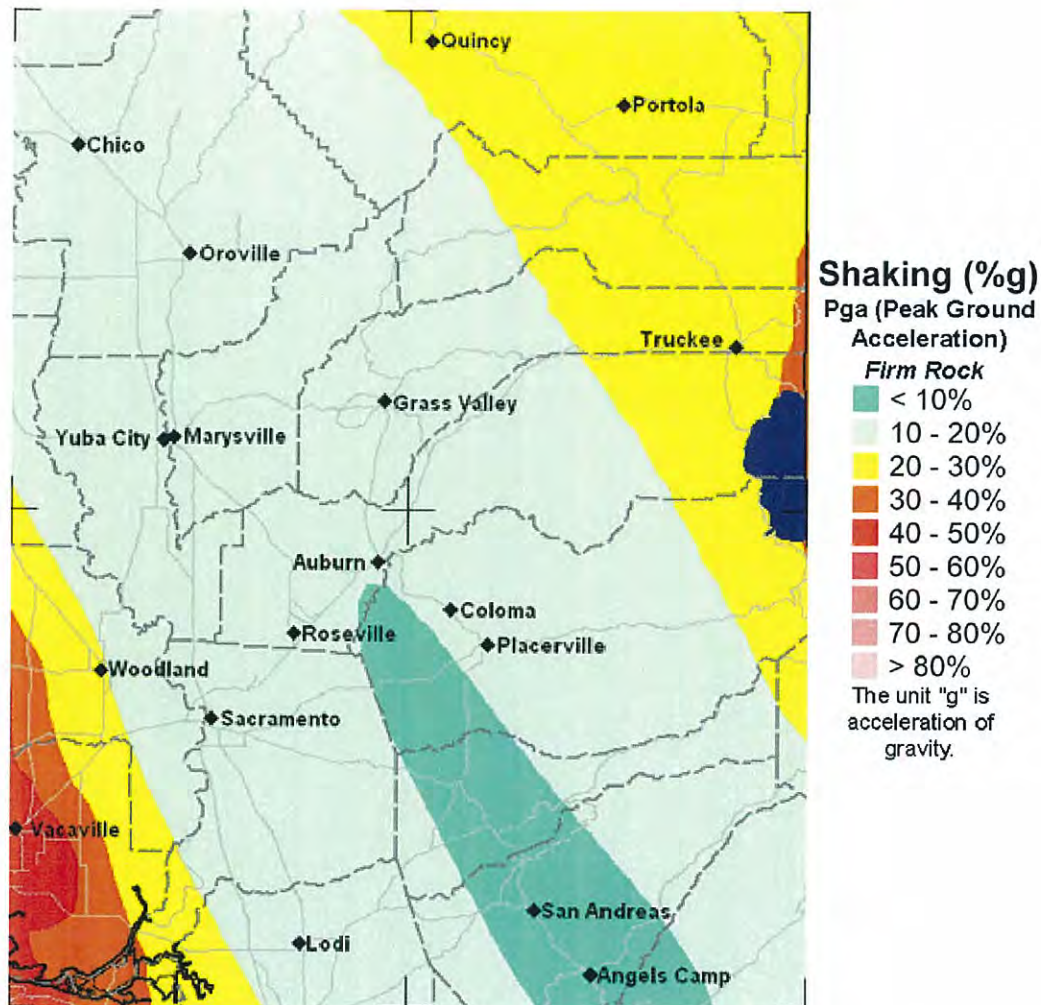 Quincy
Portola
Chico
Oroville
Truckee
Grass Valley
Yuba City
Marysville
Auburn
Coloma
Roseville
Placerville
Woodland
Sacramento
Vacaville
San Andreas
Lodi
Angels Camp
Shaking (%g)
Pga (Peak Ground
Acceleration)
Firm Rock
< 10%
10 - 20%
20 - 30%
30 - 40%
40 - 50%
50 - 60%
60 - 70%
70 - 80%
> 80%
The unit "g" is
acceleration of
gravity.